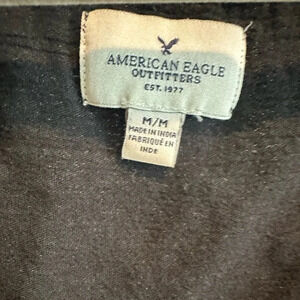 AMERICAN EAGLE
OUTFITTERS
EST. 1977
M/M
MADE IN INDIA
FABRIQUÉ EN
INDE